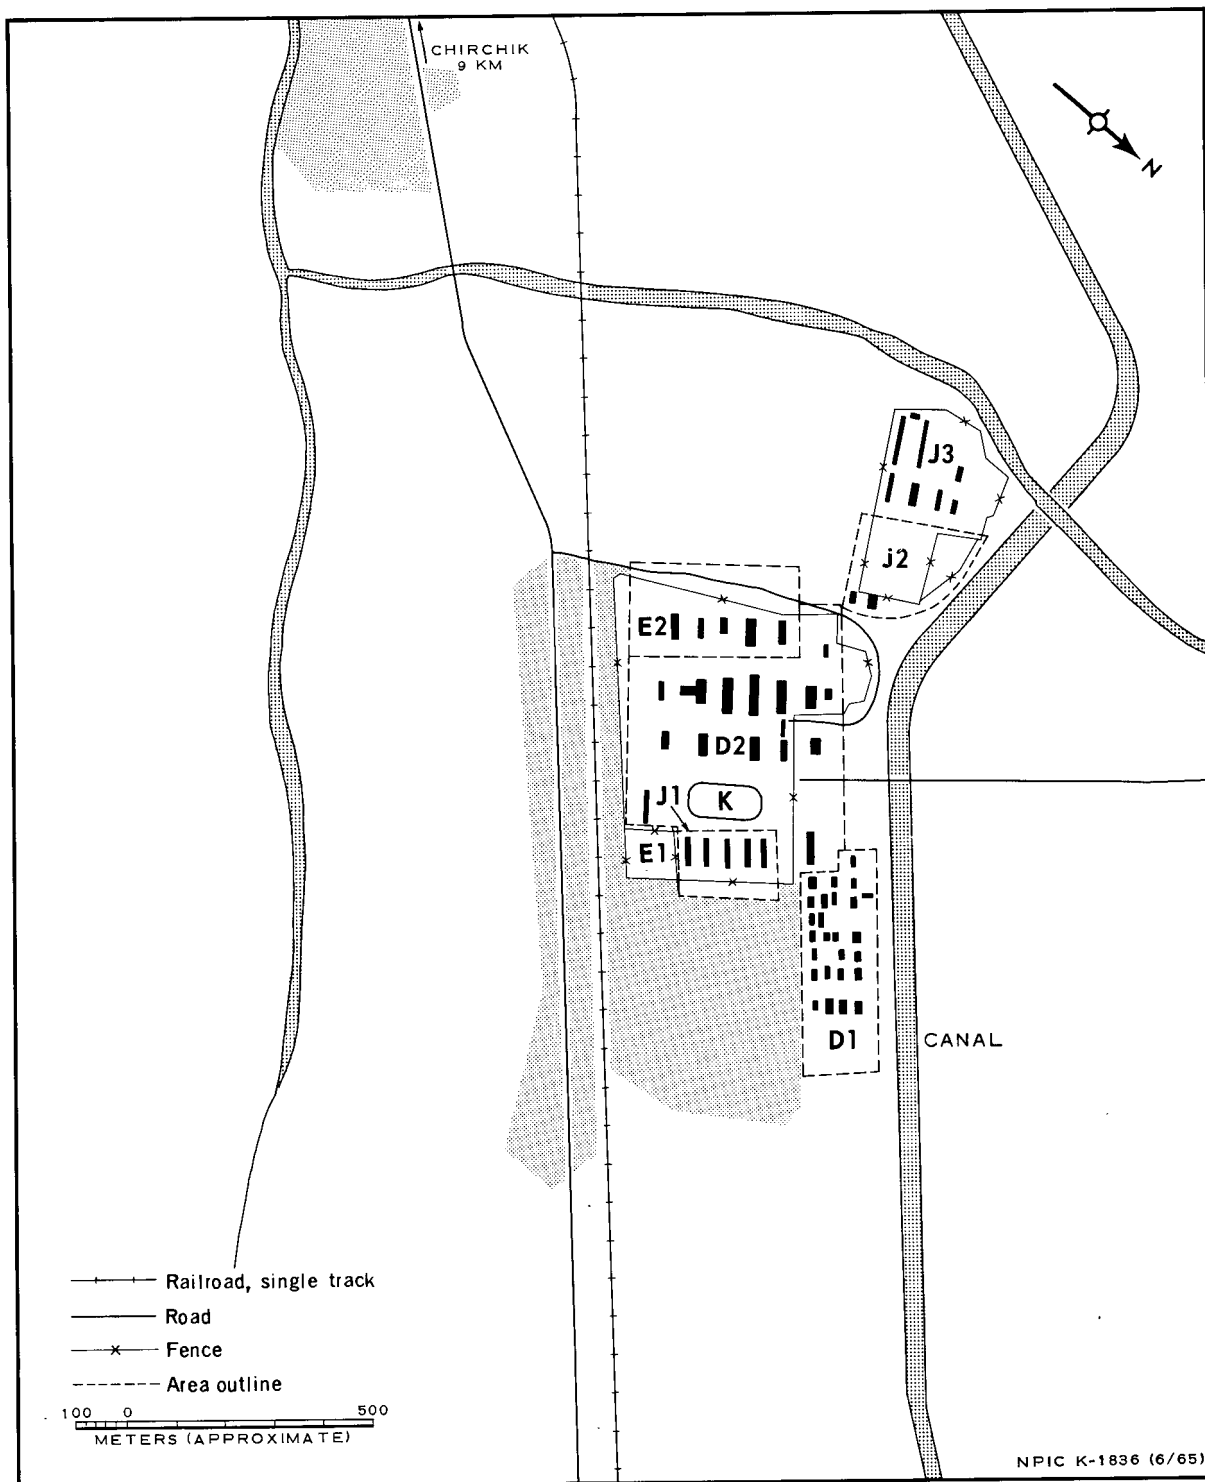 CHIRCHIK
9 KM
N
J3
j2
E2
D2
J1
K
E1
D1
CANAL
Railroad, single track
Road
Fence
Area outline
100 0 500
METERS (APPROXIMATE)
NPIC K-1836 (6/65)